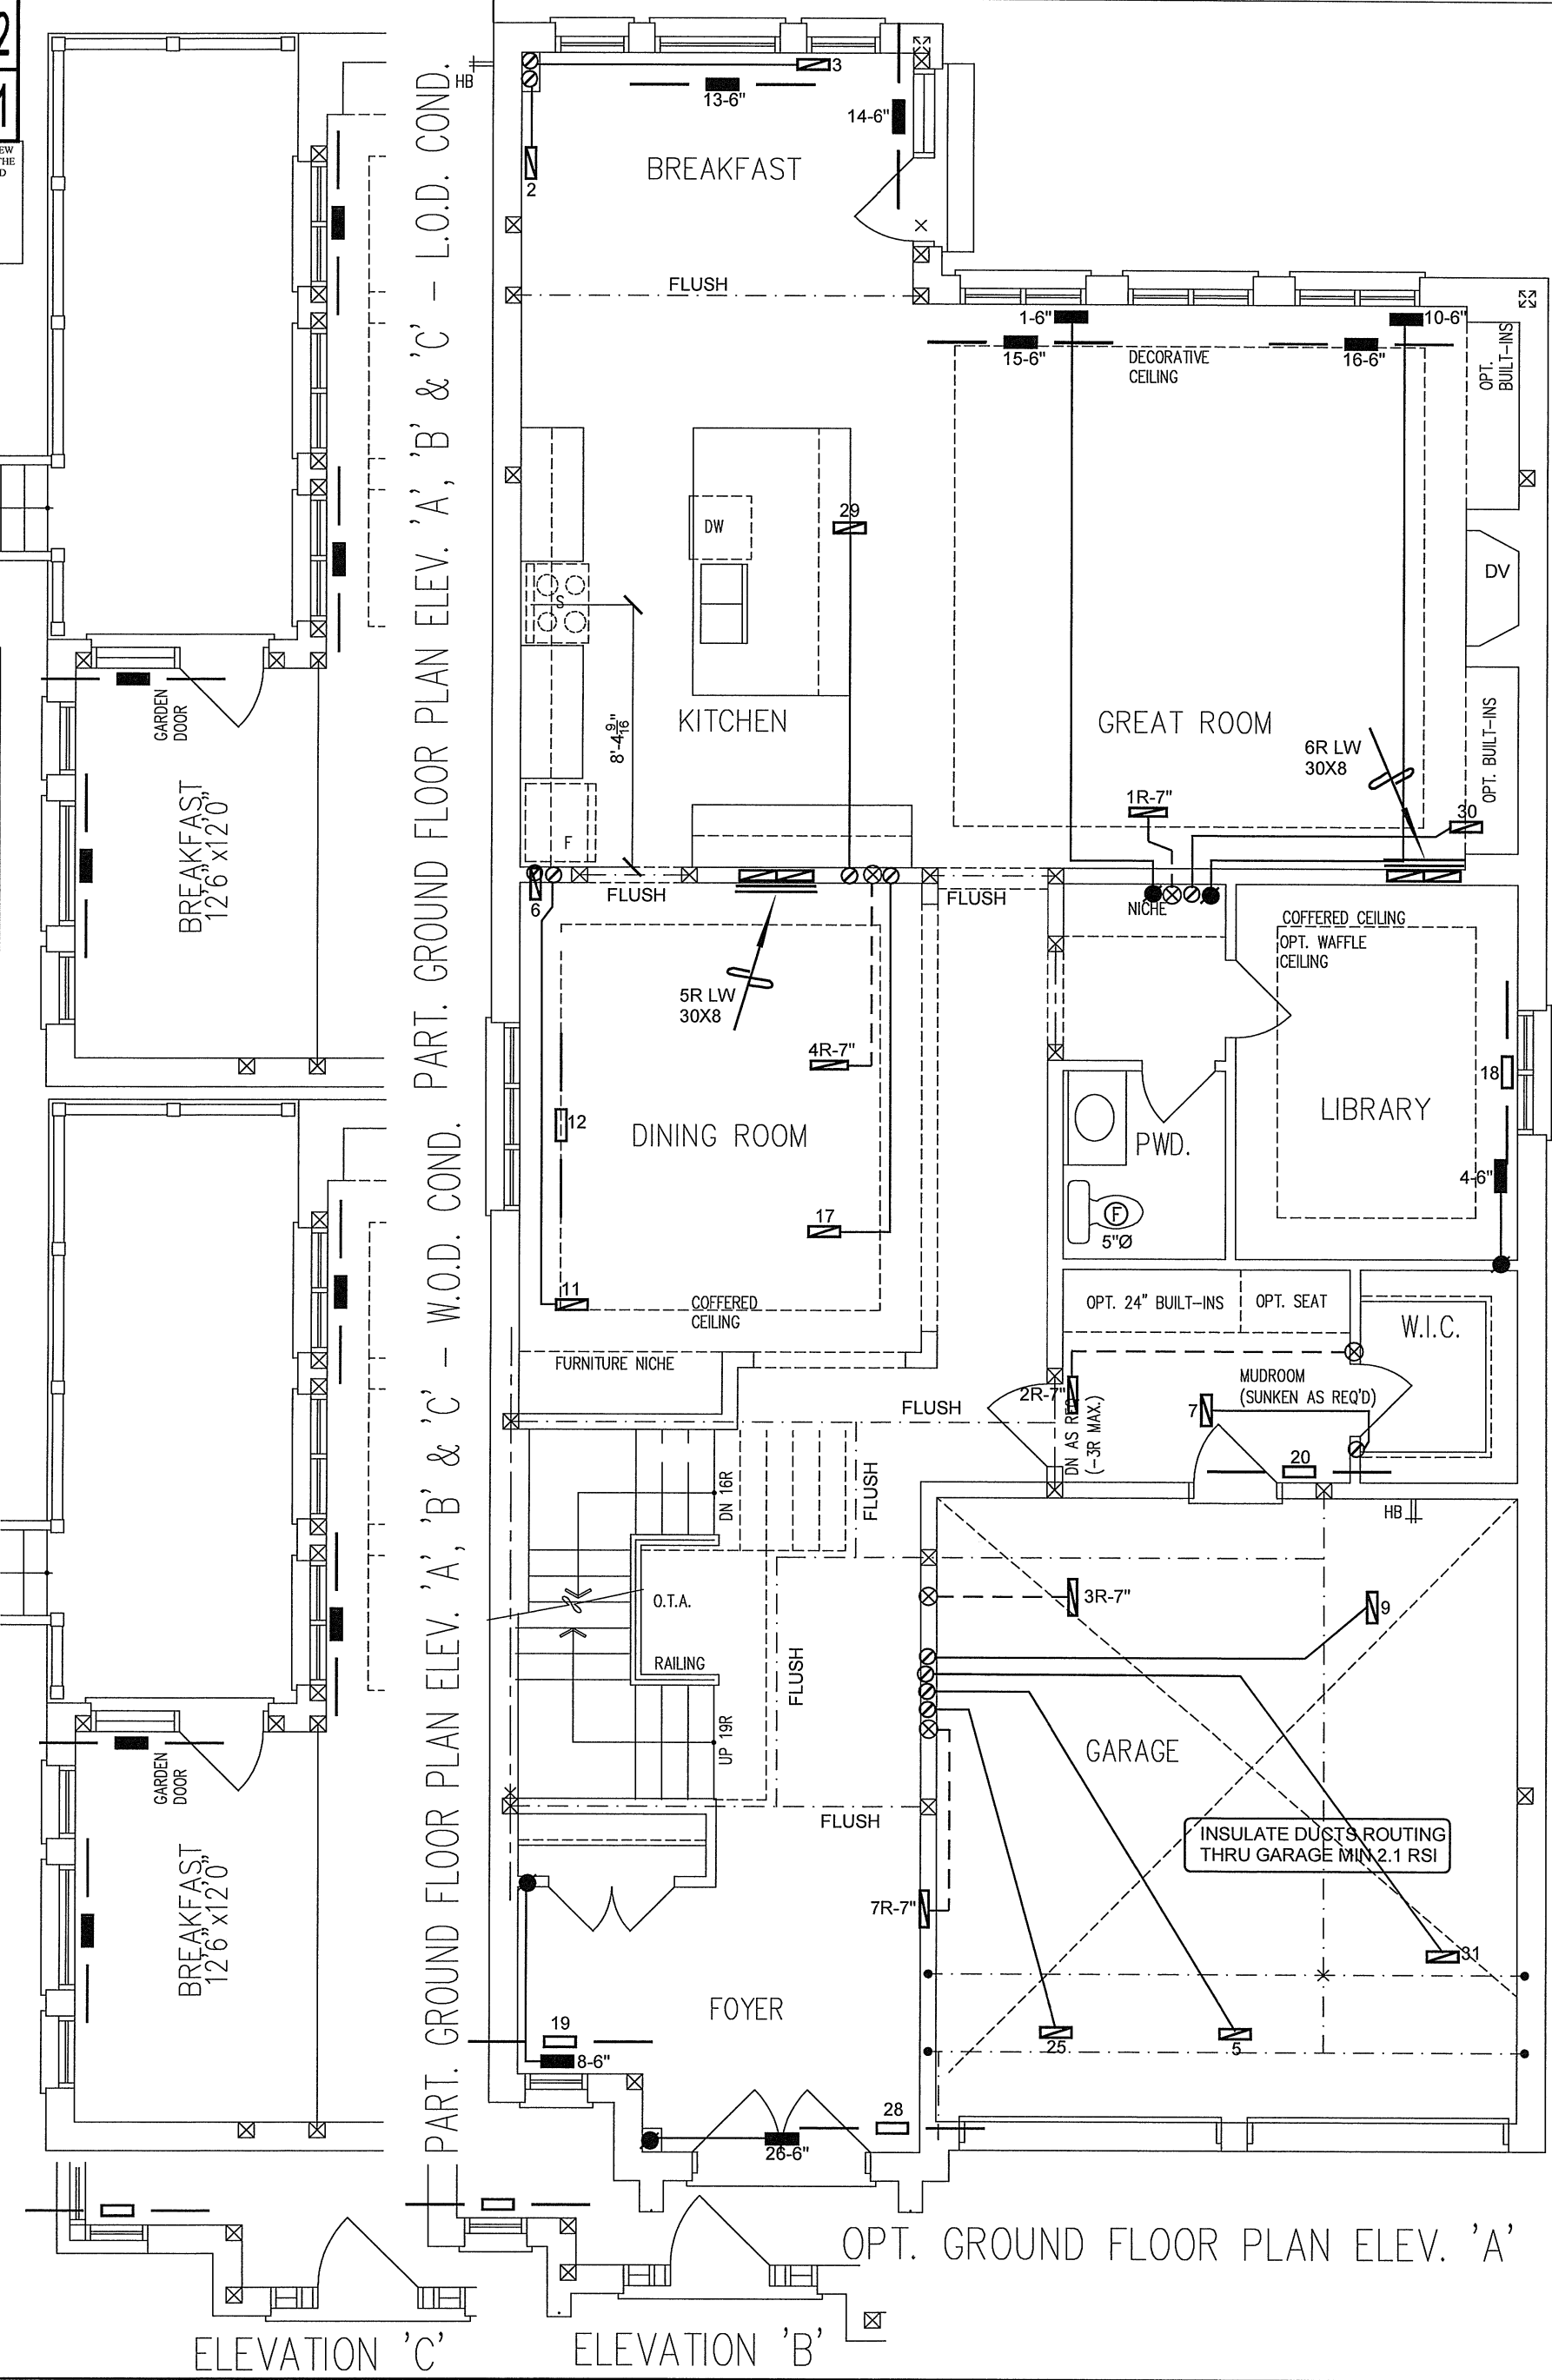 2
1
EW
THE
D
HB
3
13-6"
14-6"
2
BREAKFAST
FLUSH
1-6"
10-6"
15-6"
16-6"
DECORATIVE
CEILING
OPT.
BUILT-INS
29
DW
S
DV
8'-4 9/16"
KITCHEN
GREAT ROOM
6R LW
30X8
OPT. BUILT-INS
1R-7"
30
F
6
FLUSH
FLUSH
NICHE
COFFERED CEILING
OPT. WAFFLE
CEILING
5R LW
30X8
4R-7"
18
12
DINING ROOM
PWD.
LIBRARY
4-6"
17
F
5"Ø
11
COFFERED
CEILING
OPT. 24" BUILT-INS
OPT. SEAT
W.I.C.
FURNITURE NICHE
2R-7"
MUDROOM
(SUNKEN AS REQ'D)
7
FLUSH
DN AS REQ
(-3R MAX.)
20
DN 16R
FLUSH
HB
O.T.A.
3R-7"
9
RAILING
FLUSH
UP 19R
GARAGE
FLUSH
INSULATE DUCTS ROUTING
THRU GARAGE MIN 2.1 RSI
7R-7"
31
FOYER
19
8-6"
25
5
28
26-6"
OPT. GROUND FLOOR PLAN ELEV. 'A'
GARDEN
DOOR
BREAKFAST
12'6"x12'0"
PART. GROUND FLOOR PLAN ELEV. 'A', 'B' & 'C' - L.O.D. COND.
GARDEN
DOOR
BREAKFAST
12'6"x12'0"
PART. GROUND FLOOR PLAN ELEV. 'A', 'B' & 'C' - W.O.D. COND.
ELEVATION 'C'
ELEVATION 'B'